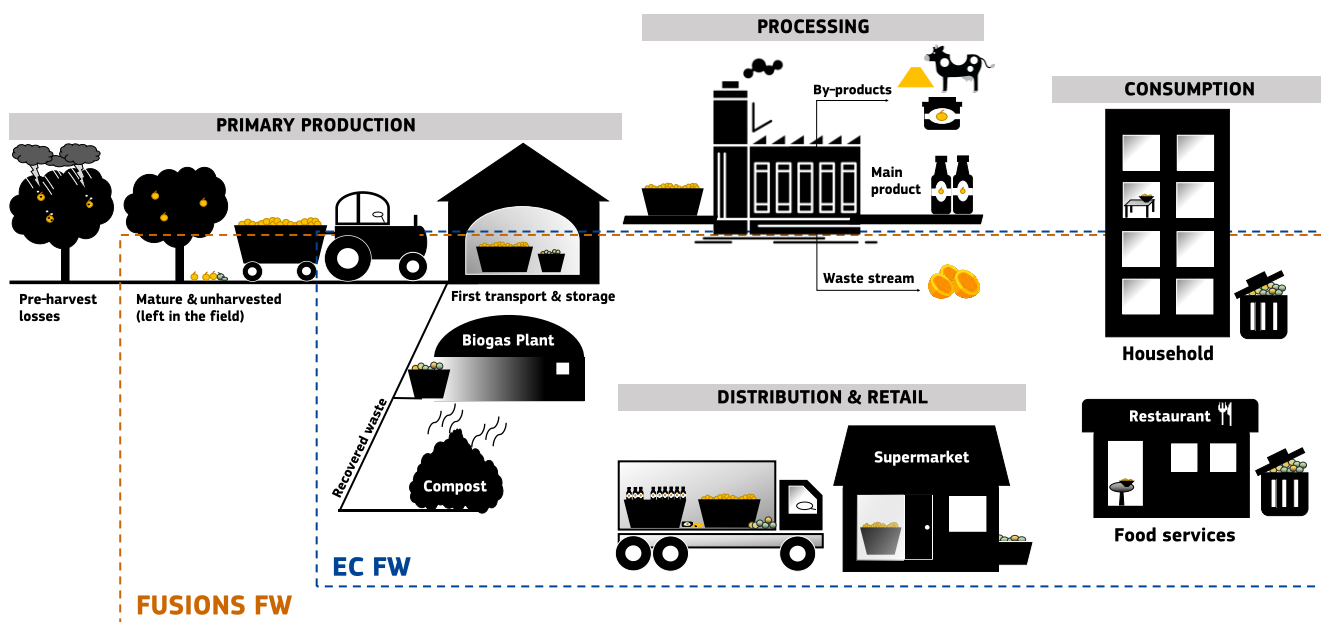 PROCESSING
By-products
CONSUMPTION
PRIMARY PRODUCTION
Main
product
Waste stream
Pre-harvest
losses
Mature & unharvested
(left in the field)
First transport & storage
Biogas Plant
Household
Recovered waste
DISTRIBUTION & RETAIL
Restaurant
Supermarket
Compost
Food services
EC FW
FUSIONS FW